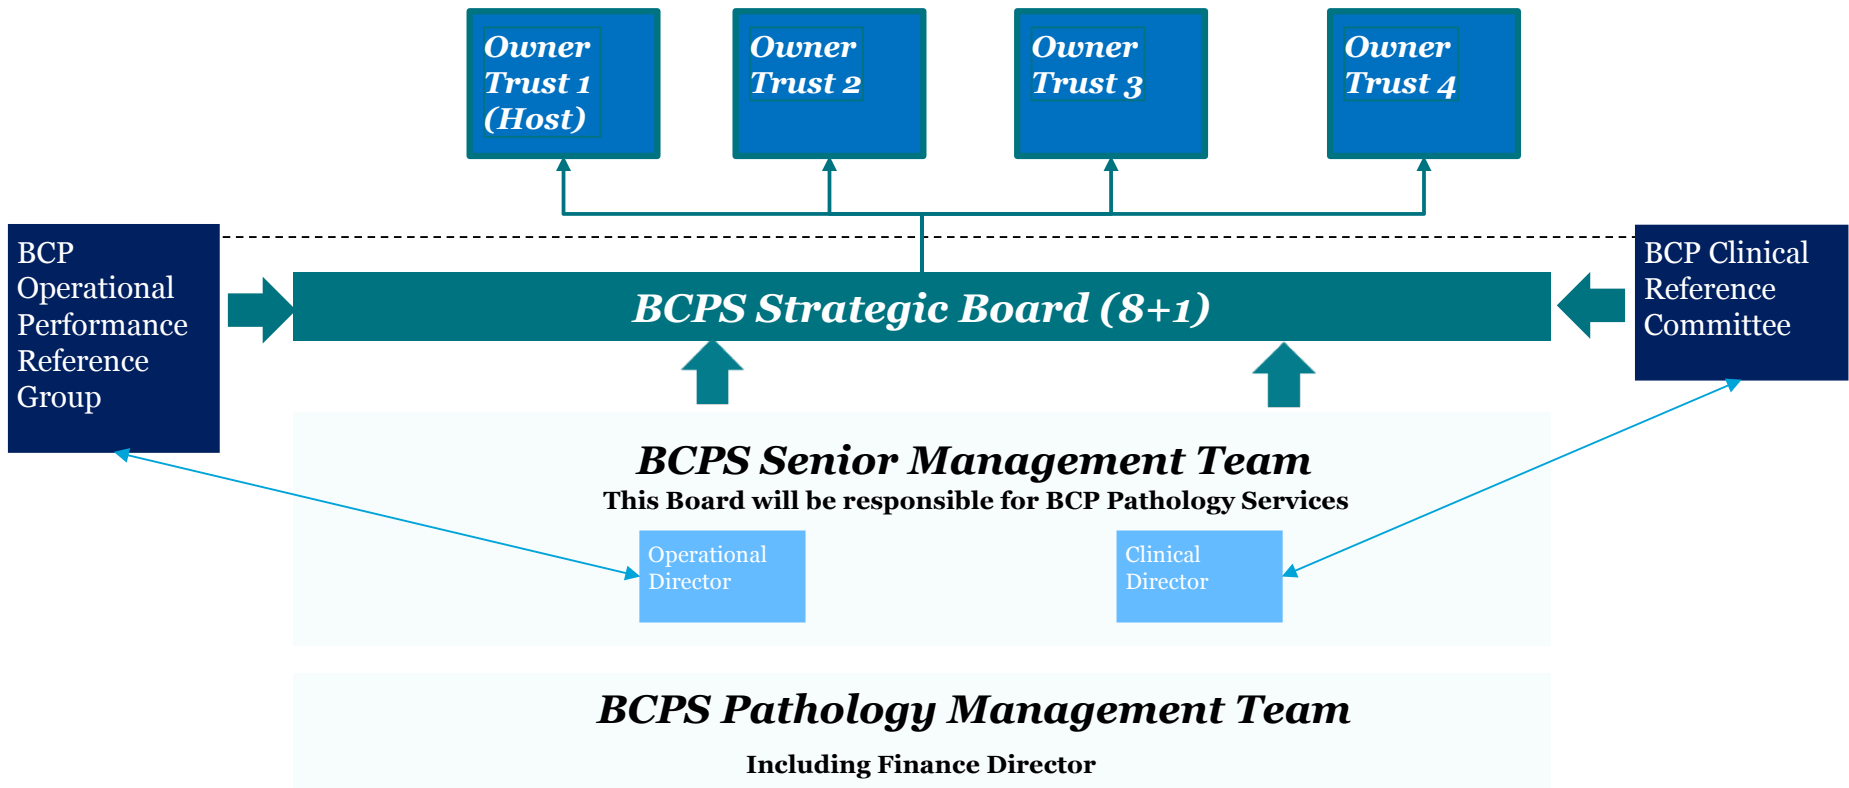 Owner
Trust 1
(Host)
Owner
Trust 2
Owner
Trust 3
Owner
Trust 4
BCP
Operational
Performance
Reference
Group
BCPS Strategic Board (8+1)
BCP Clinical
Reference
Committee
BCPS Senior Management Team
This Board will be responsible for BCP Pathology Services
Operational
Director
Clinical
Director
BCPS Pathology Management Team
Including Finance Director